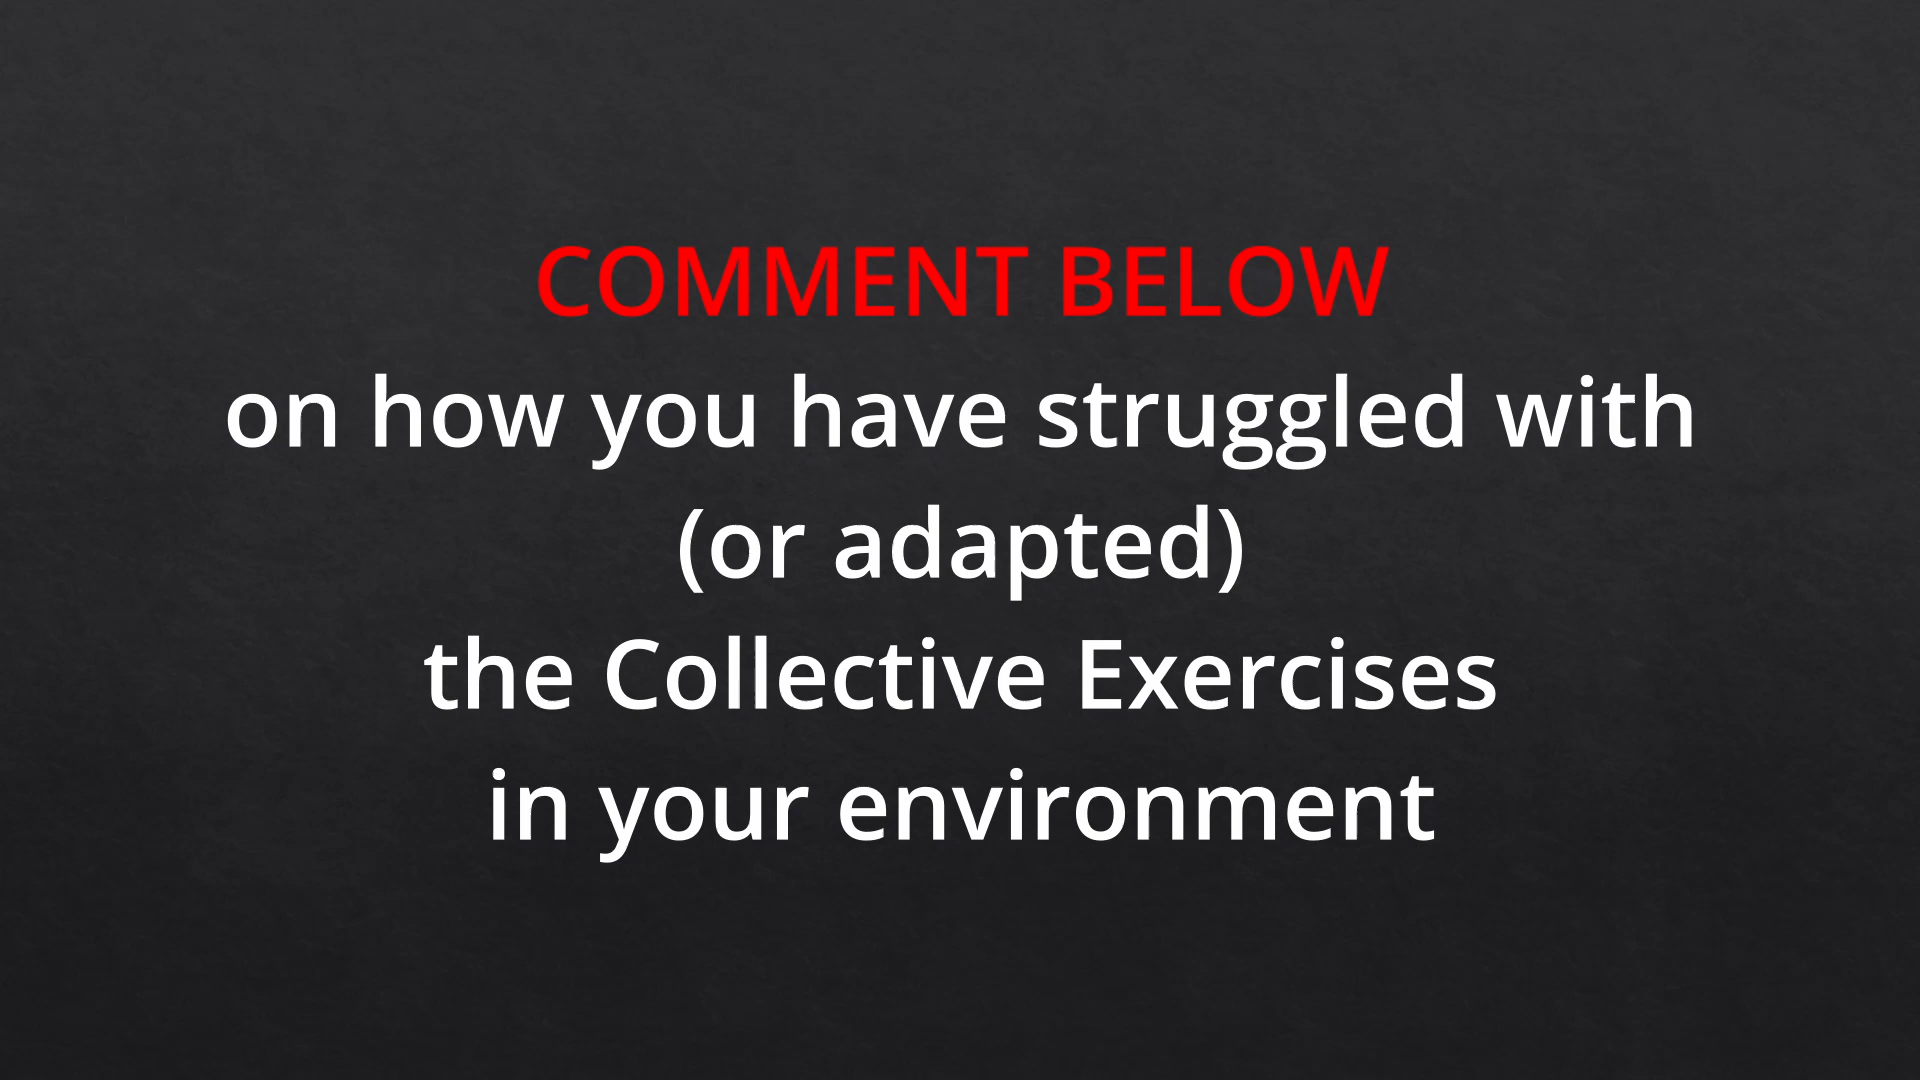 COMMENT BELOW
on how you have struggled with
(or adapted)
the Collective Exercises
in your environment